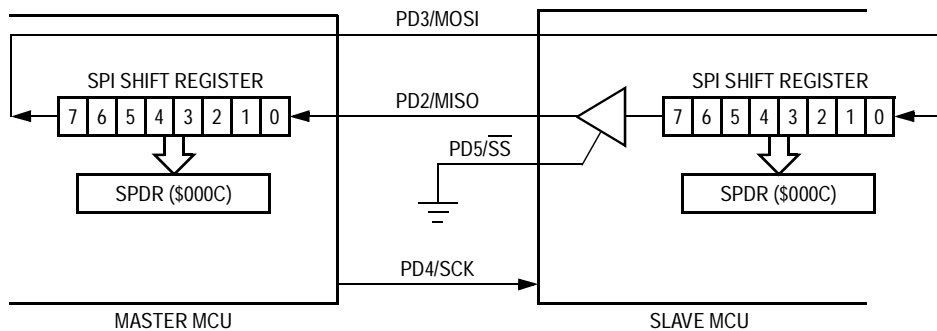 PD3/MOSI
SPI SHIFT REGISTER
SPI SHIFT REGISTER
7 6 5 4 3 2 1 0
PD2/MISO
7 6 5 4 3 2 1 0
PD5/SS
SPDR ($000C)
SPDR ($000C)
PD4/SCK
MASTER MCU
SLAVE MCU